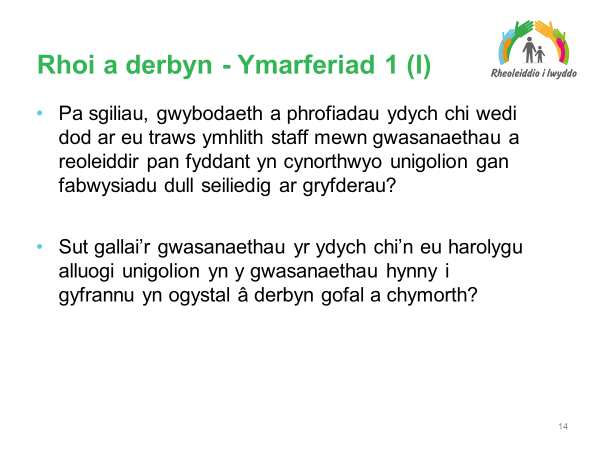 Rheoleiddio i lwyddo
Rhoi a derbyn - Ymarferiad 1 (I)
• Pa sgiliau, gwybodaeth a phrofiadau ydych chi wedi
dod ar eu traws ymhlith staff mewn gwasanaethau a
reoleiddir pan fyddant yn cynorthwyo unigolion gan
fabwysiadu dull seiliedig ar gryfderau?
• Sut gallai’r gwasanaethau yr ydych chi’n eu harolygu
alluogi unigolion yn y gwasanaethau hynny i
gyfrannu yn ogystal â derbyn gofal a chymorth?
14